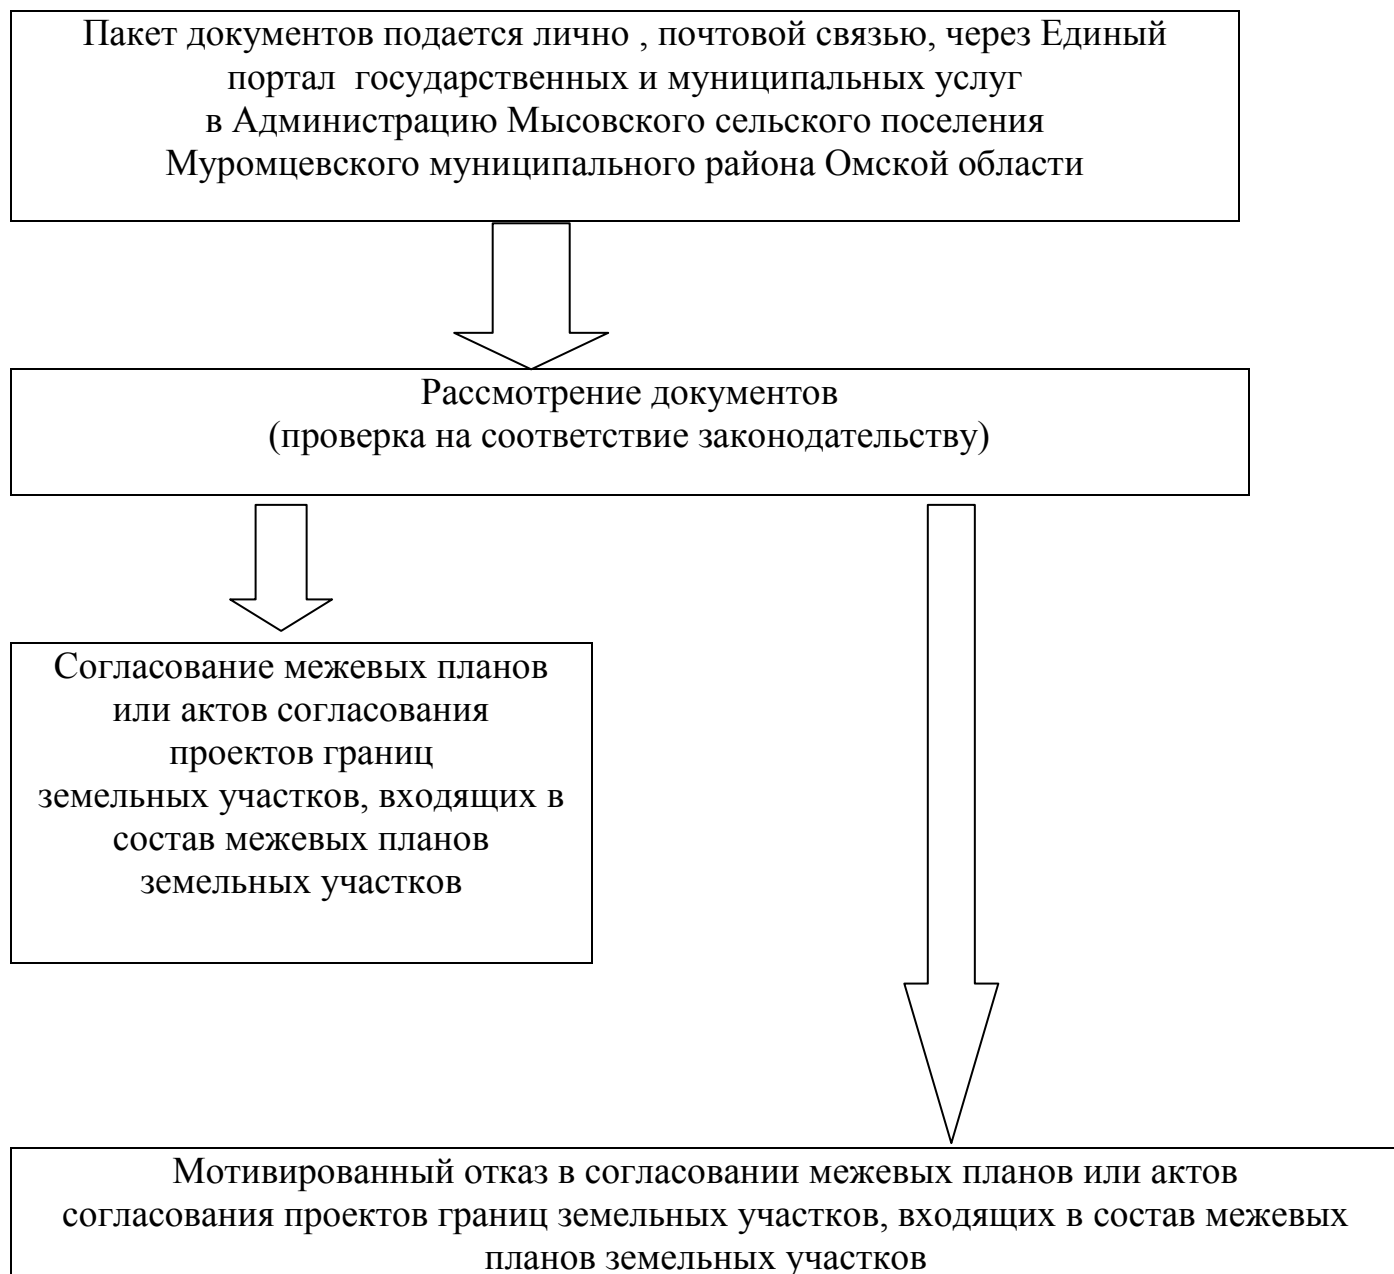 Пакет документов подается лично , почтовой связью, через Единый
портал  государственных и муниципальных услуг
в Администрацию Мысовского сельского поселения
Муромцевского муниципального района Омской области
Рассмотрение документов
(проверка на соответствие законодательству)
Согласование межевых планов
или актов согласования
проектов границ
земельных участков, входящих в
состав межевых планов
земельных участков
Мотивированный отказ в согласовании межевых планов или актов
согласования проектов границ земельных участков, входящих в состав межевых
планов земельных участков